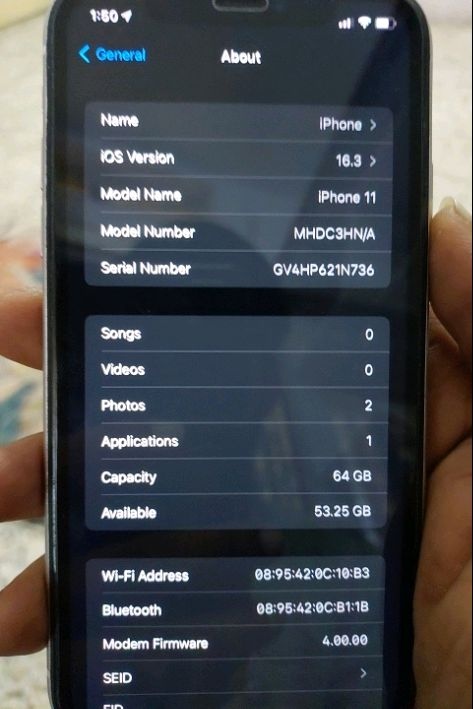 1:50
General
About
Name iPhone
iOS Version 16.3
Model Name iPhone 11
Model Number MHDC3HN/A
Serial Number GV4HP621N736
Songs 0
Videos 0
Photos 2
Applications 1
Capacity 64 GB
Available 53.25 GB
Wi-Fi Address 08:95:42:0C:10:B3
Bluetooth 08:95:42:0C:B1:1B
Modem Firmware 4.00.00
SEID
EID